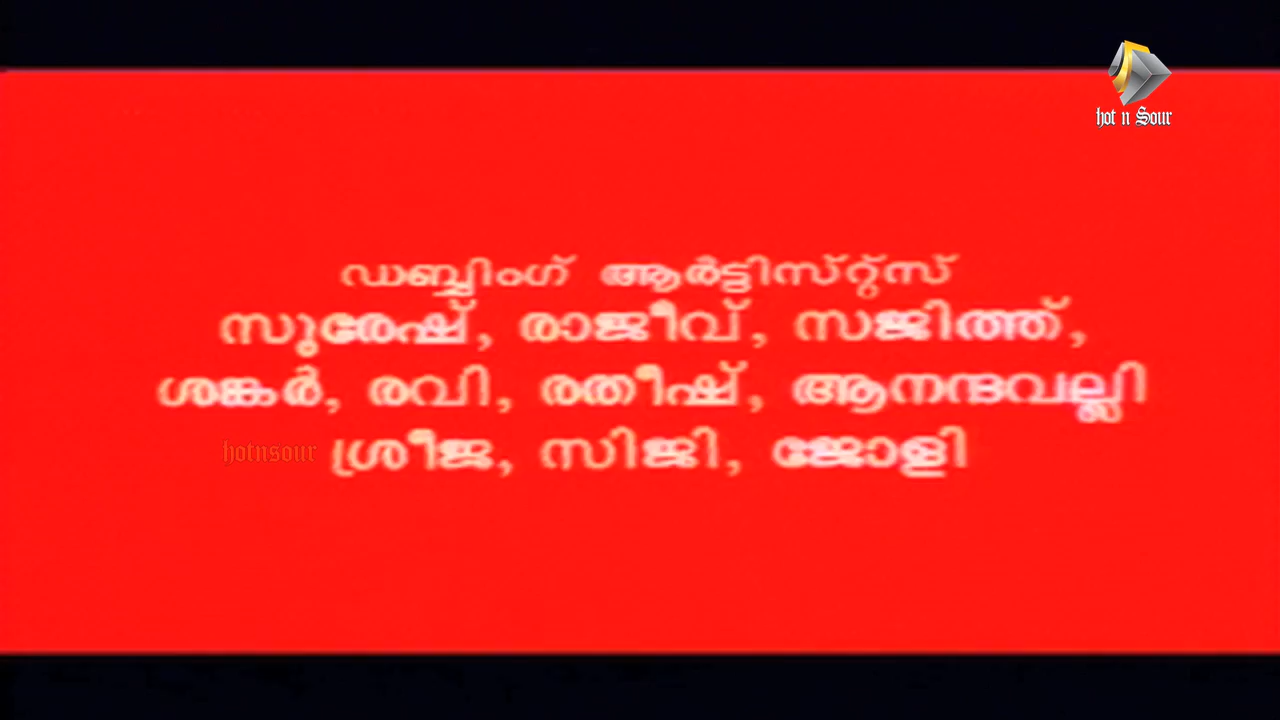 hot n Sour
ഡബ്ബിംഗ് ആർട്ടിസ്റ്റ്സ്
സുരേഷ്, രാജീവ്, സജിത്ത്,
ശങ്കർ, രവി, രതീഷ്, ആനന്ദവല്ലി
hotnsour ശ്രീജ, സിജി, ജോളി